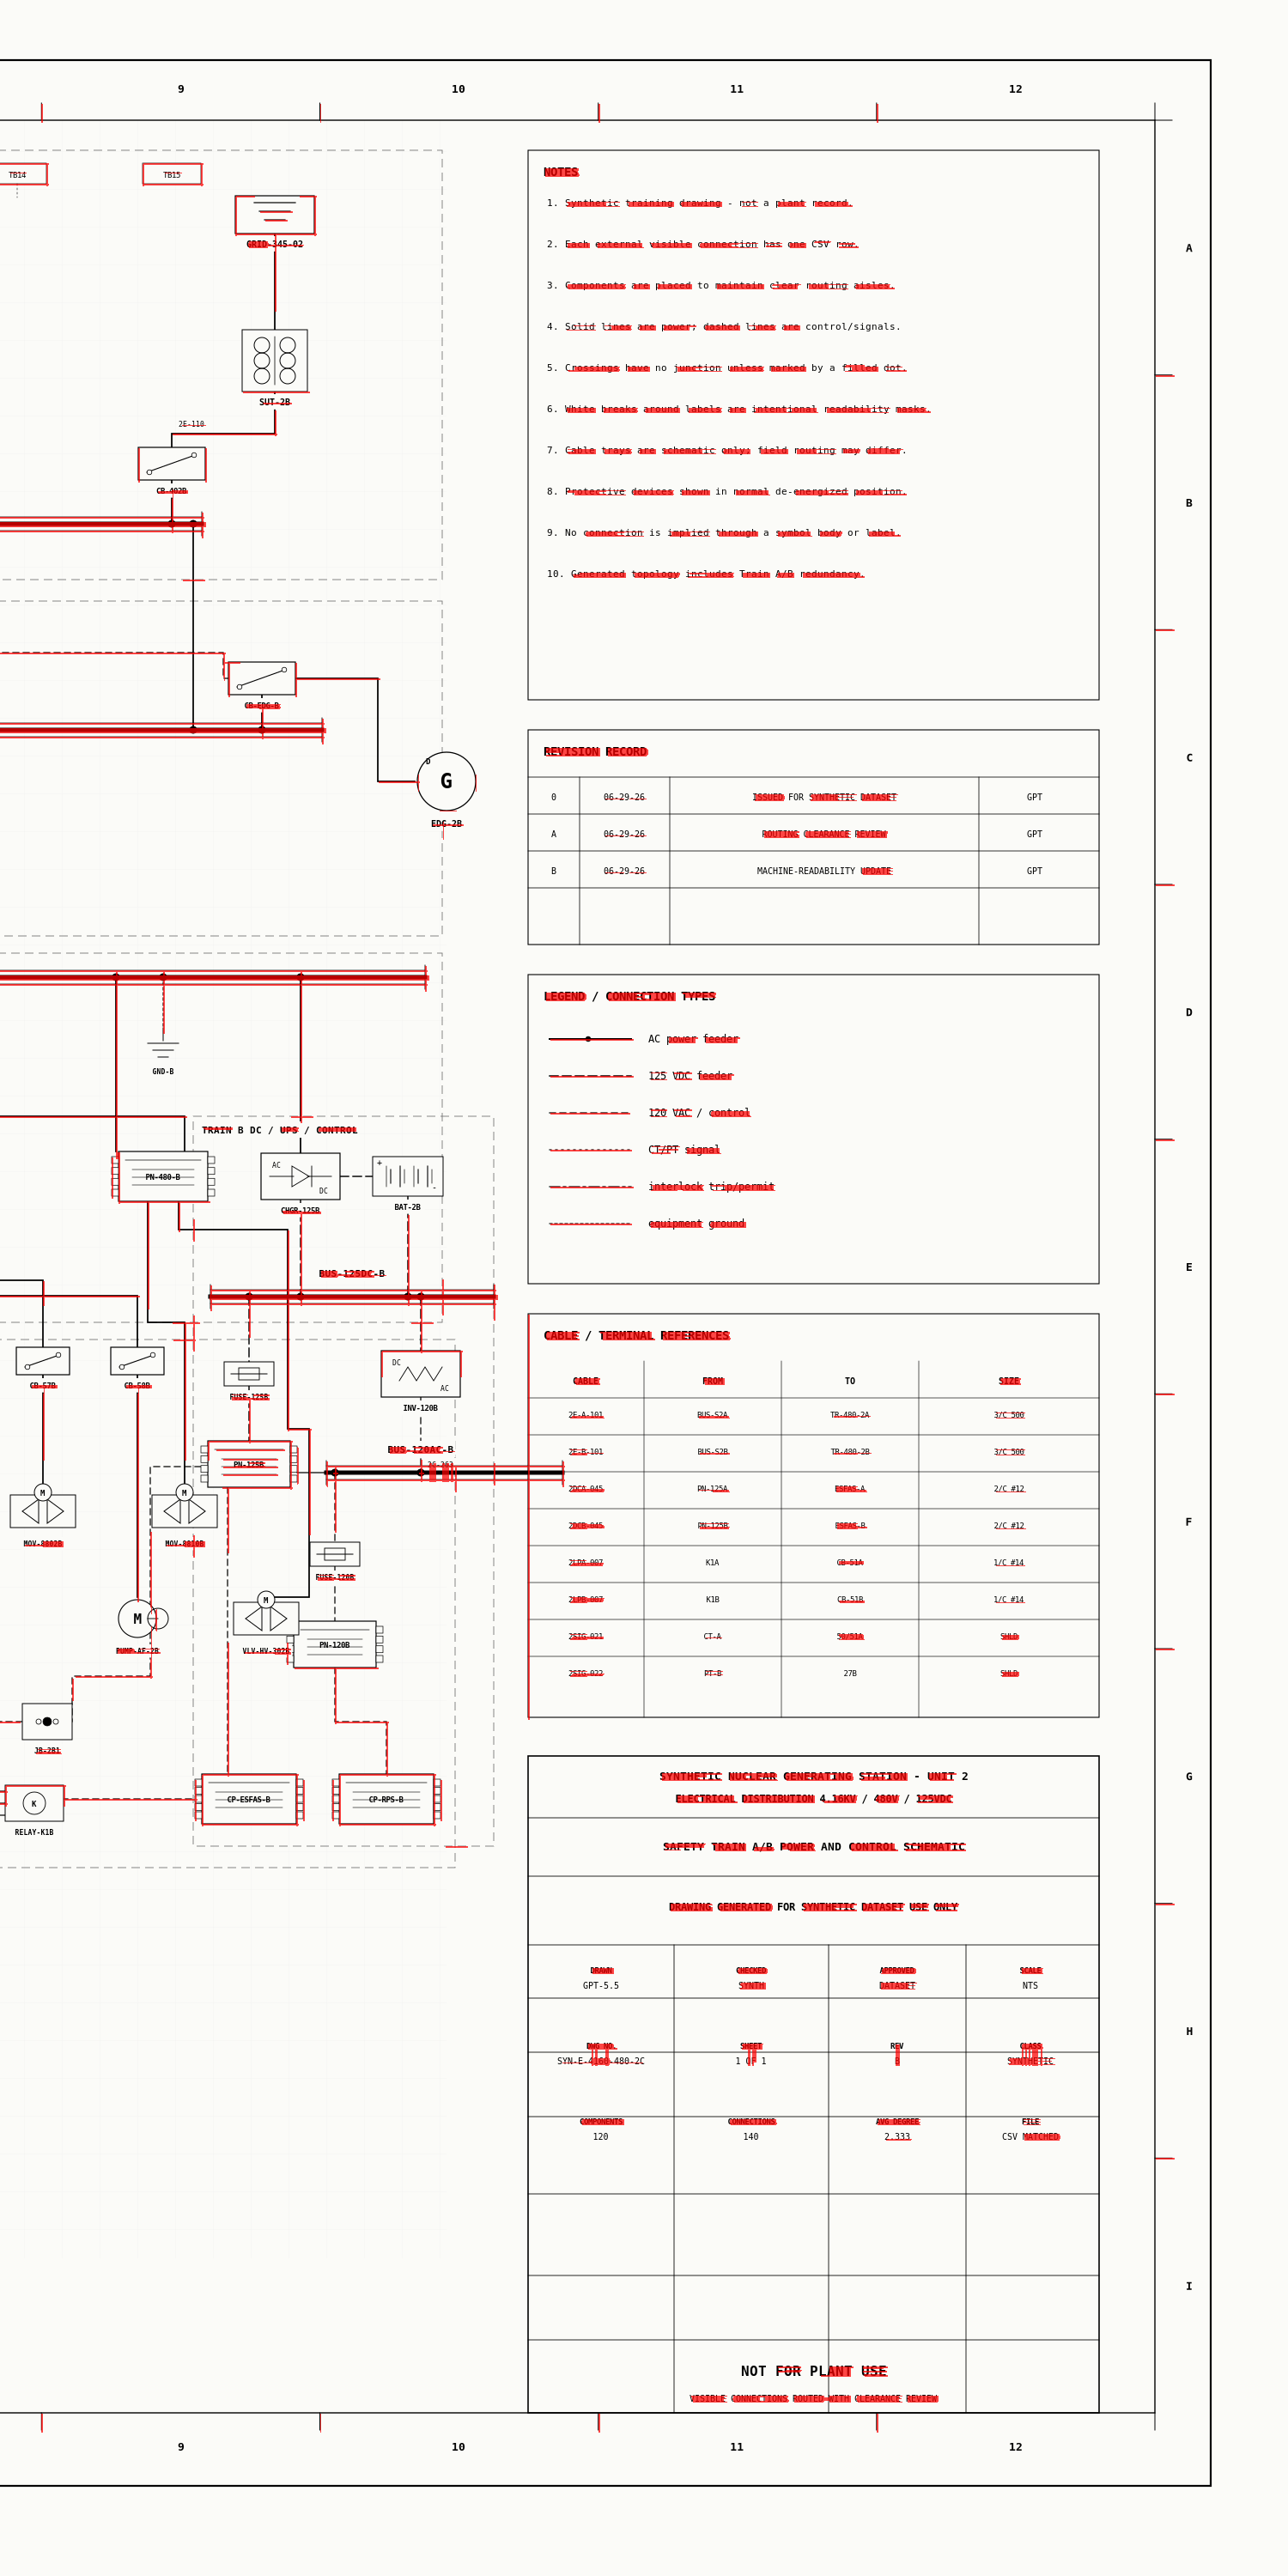 9 10 11 12
TB14 TB15
GRID-345-02
SUT-2B
2E-110
CB-402B
CB-EDG-B
D
G
EDG-2B
GND-B
TRAIN B DC / UPS / CONTROL
PN-480-B
AC
DC
CHGR-125B
+
-
BAT-2B
BUS-125DC-B
CB-57B
CB-58B
FUSE-125B
DC
AC
INV-120B
BUS-120AC-B
PN-125B
M
MOV-8802B
M
MOV-8810B
FUSE-120B
M
PUMP-AF-2B
M
VLV-HV-302B
PN-120B
JB-2B1
K
RELAY-K1B
CP-ESFAS-B
CP-RPS-B
NOTES
1. Synthetic training drawing - not a plant record.
2. Each external visible connection has one CSV row.
3. Components are placed to maintain clear routing aisles.
4. Solid lines are power; dashed lines are control/signals.
5. Crossings have no junction unless marked by a filled dot.
6. White breaks around labels are intentional readability masks.
7. Cable trays are schematic only; field routing may differ.
8. Protective devices shown in normal de-energized position.
9. No connection is implied through a symbol body or label.
10. Generated topology includes Train A/B redundancy.
REVISION RECORD
0 06-29-26 ISSUED FOR SYNTHETIC DATASET GPT
A 06-29-26 ROUTING CLEARANCE REVIEW GPT
B 06-29-26 MACHINE-READABILITY UPDATE GPT
LEGEND / CONNECTION TYPES
AC power feeder
125 VDC feeder
120 VAC / control
CT/PT signal
interlock trip/permit
equipment ground
CABLE / TERMINAL REFERENCES
CABLE FROM TO SIZE
2E-A-101 BUS-S2A TR-480-2A 3/C 500
2E-B-101 BUS-S2B TR-480-2B 3/C 500
2DCA-045 PN-125A ESFAS-A 2/C #12
2DCB-045 PN-125B ESFAS-B 2/C #12
2LPA-007 K1A CB-51A 1/C #14
2LPB-007 K1B CB-51B 1/C #14
2SIG-021 CT-A 50/51A SHLD
2SIG-022 PT-B 27B SHLD
SYNTHETIC NUCLEAR GENERATING STATION - UNIT 2
ELECTRICAL DISTRIBUTION 4.16KV / 480V / 125VDC
SAFETY TRAIN A/B POWER AND CONTROL SCHEMATIC
DRAWING GENERATED FOR SYNTHETIC DATASET USE ONLY
DRAWN CHECKED APPROVED SCALE
GPT-5.5 SYNTH DATASET NTS
DWG NO. SHEET REV CLASS
SYN-E-4160-480-2C 1 OF 1 SYNTHETIC
COMPONENTS CONNECTIONS AVG DEGREE FILE
120 140 2.333 CSV MATCHED
NOT FOR PLANT USE
VISIBLE CONNECTIONS ROUTED WITH CLEARANCE REVIEW
A
B
C
D
E
F
G
H
I
9 10 11 12